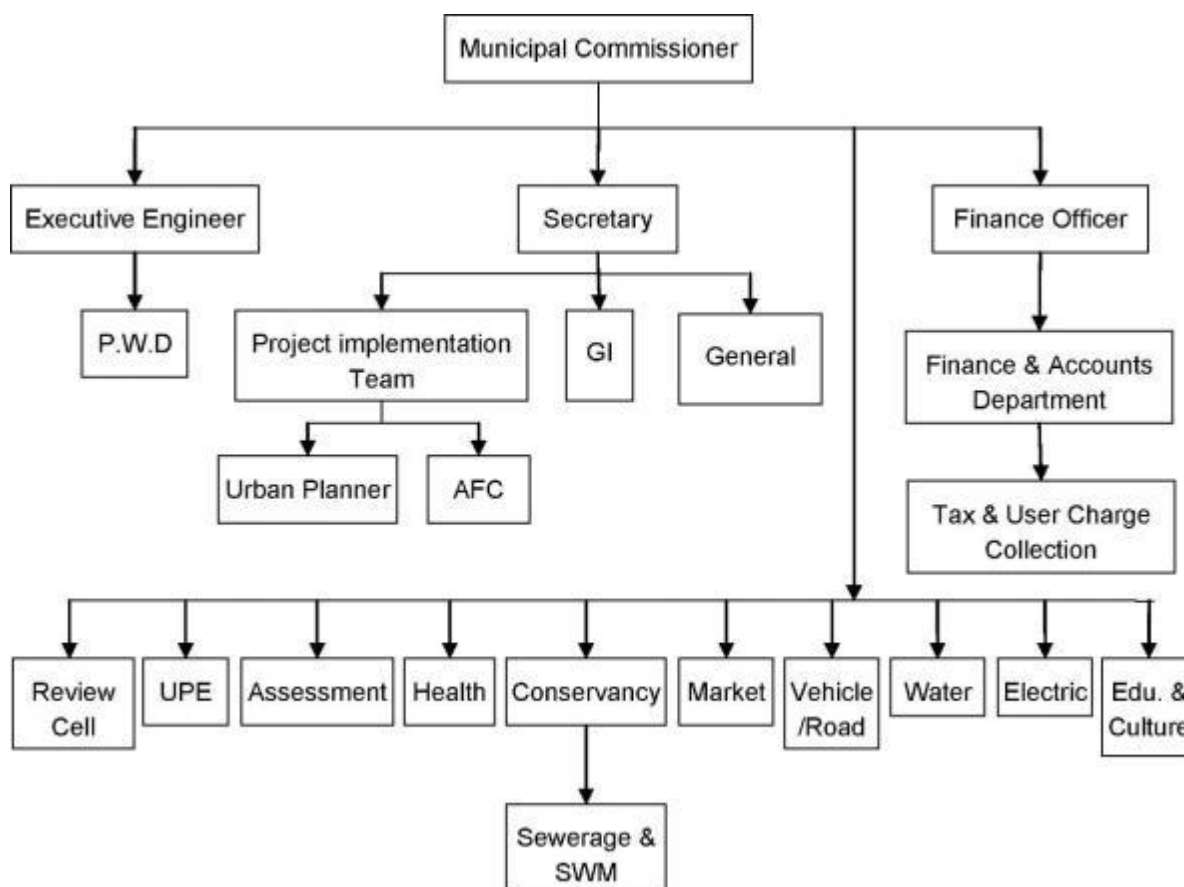 Municipal Commissioner
Executive Engineer
Secretary
Finance Officer
P.W.D
Project implementation
Team
GI
General
Finance & Accounts
Department
Urban Planner
AFC
Tax & User Charge
Collection
Review
Cell
UPE
Assessment
Health
Conservancy
Market
Vehicle
/Road
Water
Electric
Edu. &
Culture
Sewerage &
SWM